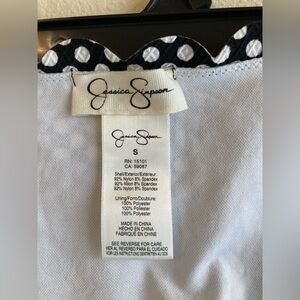 Jessica Simpson
Jessica Simpson
S
RN: 15101
CA: 59087
Shell/Exterior/Extérieur:
92% Nylon 8% Spandex
92% Nilon 8% Spandex
92% Nylon 8% Spandex
Lining/Forro/Doublure:
100% Polyester
100% Poliester
100% Polyester
MADE IN CHINA
HECHO EN CHINA
FABRIQUÉ EN CHINE
SEE REVERSE FOR CARE
VER AL REVERSO PARA EL CUIDADO